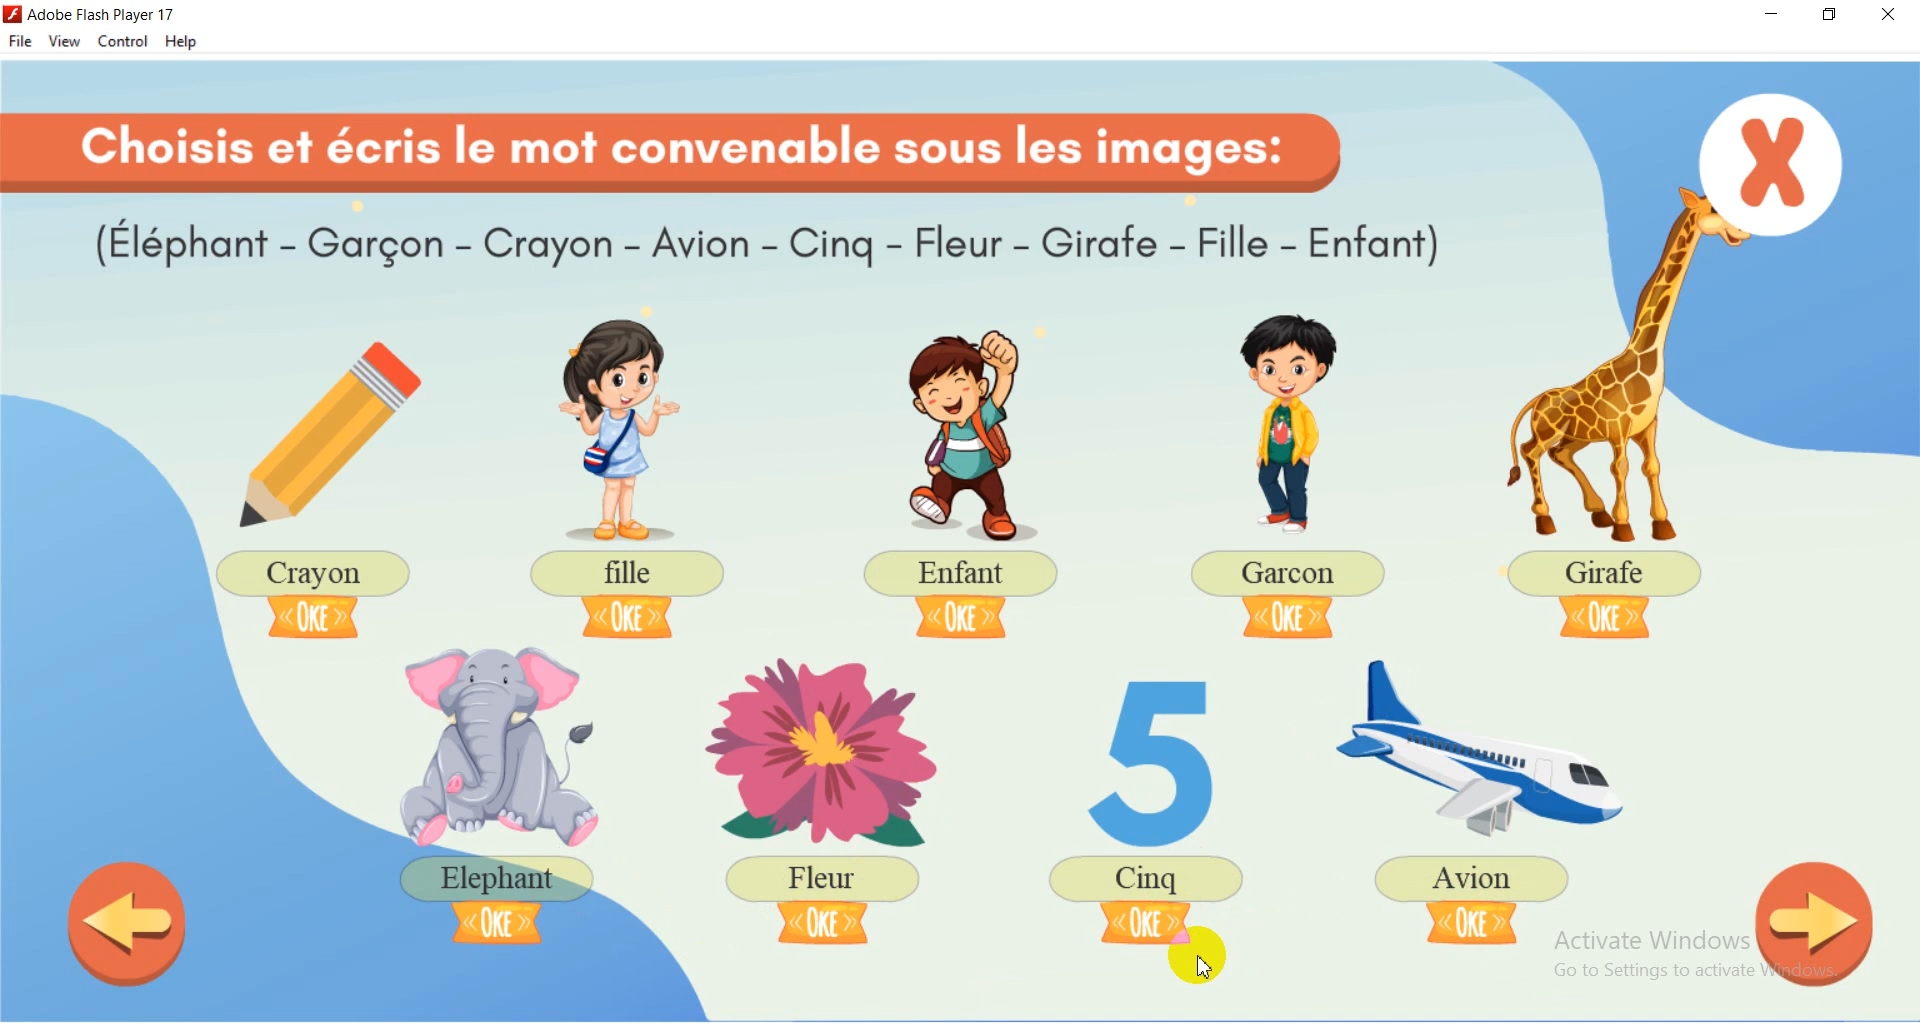 Adobe Flash Player 17
File View Control Help
Choisis et écris le mot convenable sous les images:
X
(Éléphant - Garçon - Crayon - Avion - Cinq - Fleur - Girafe - Fille - Enfant)
Crayon fille Enfant Garcon Girafe
«OKE» «OKE» «OKE» «OKE» «OKE»
5
Elephant Fleur Cinq Avion
«OKE» «OKE» «OKE» «OKE»
Activate Windows
Go to Settings to activate Windows.